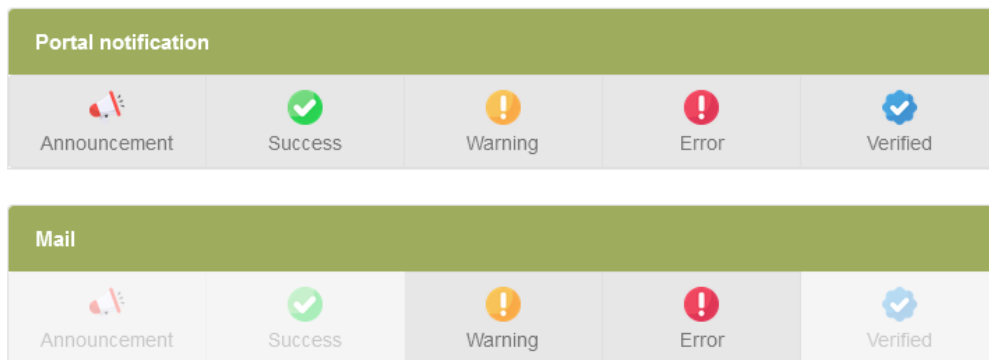 Portal notification
Announcement Success Warning Error Verified
Mail
Announcement Success Warning Error Verified